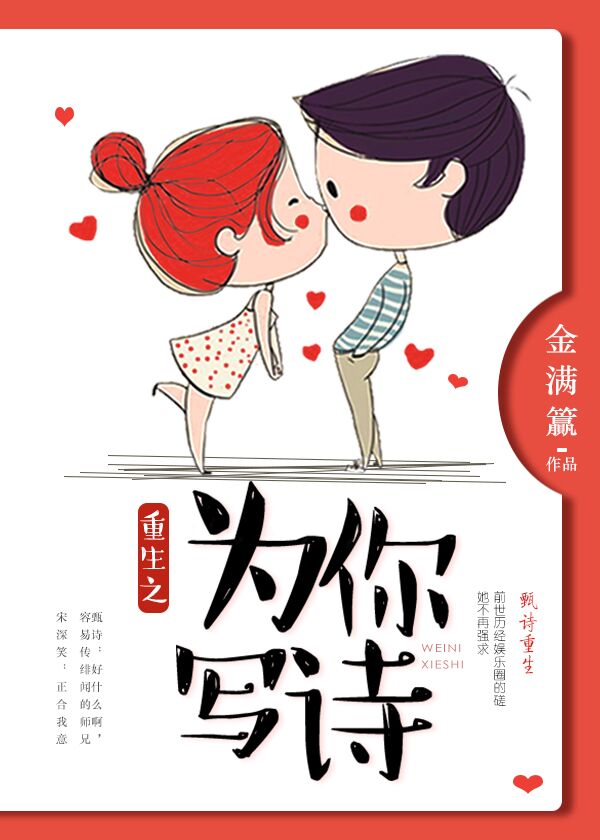 金满籯
作品
重生之
为你
写诗
WEINI
XIESHI
甄诗重生
前世历经娱乐圈的磋
她不再强求
甄诗：好什么啊，
容易传绯闻的师兄
宋深笑：正合我意